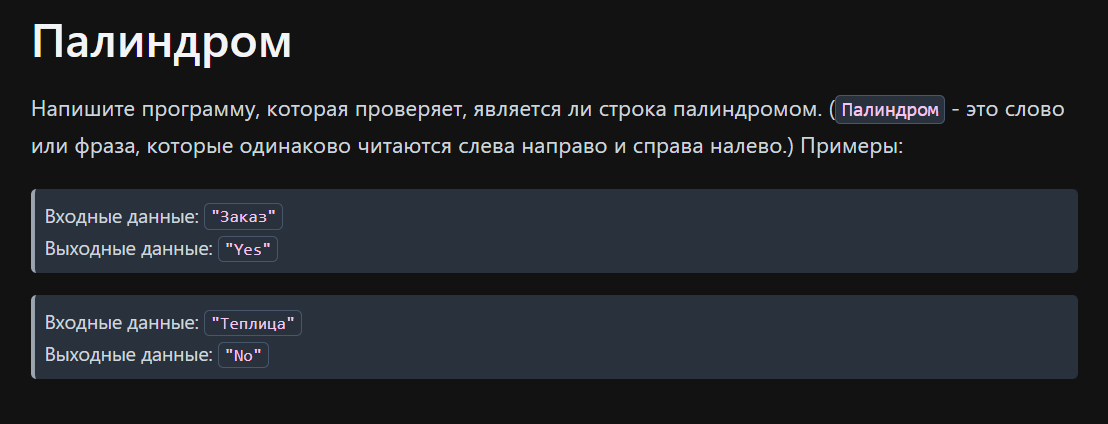 Палиндром
Напишите программу, которая проверяет, является ли строка палиндромом. (Палиндром - это слово
или фраза, которые одинаково читаются слева направо и справа налево.) Примеры:
Входные данные: "Заказ"
Выходные данные: "Yes"
Входные данные: "Теплица"
Выходные данные: "No"